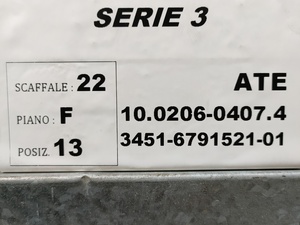 SERIE 3
SCAFFALE : 22
PIANO : F
POSIZ. 13
ATE
10.0206-0407.4
3451-6791521-01